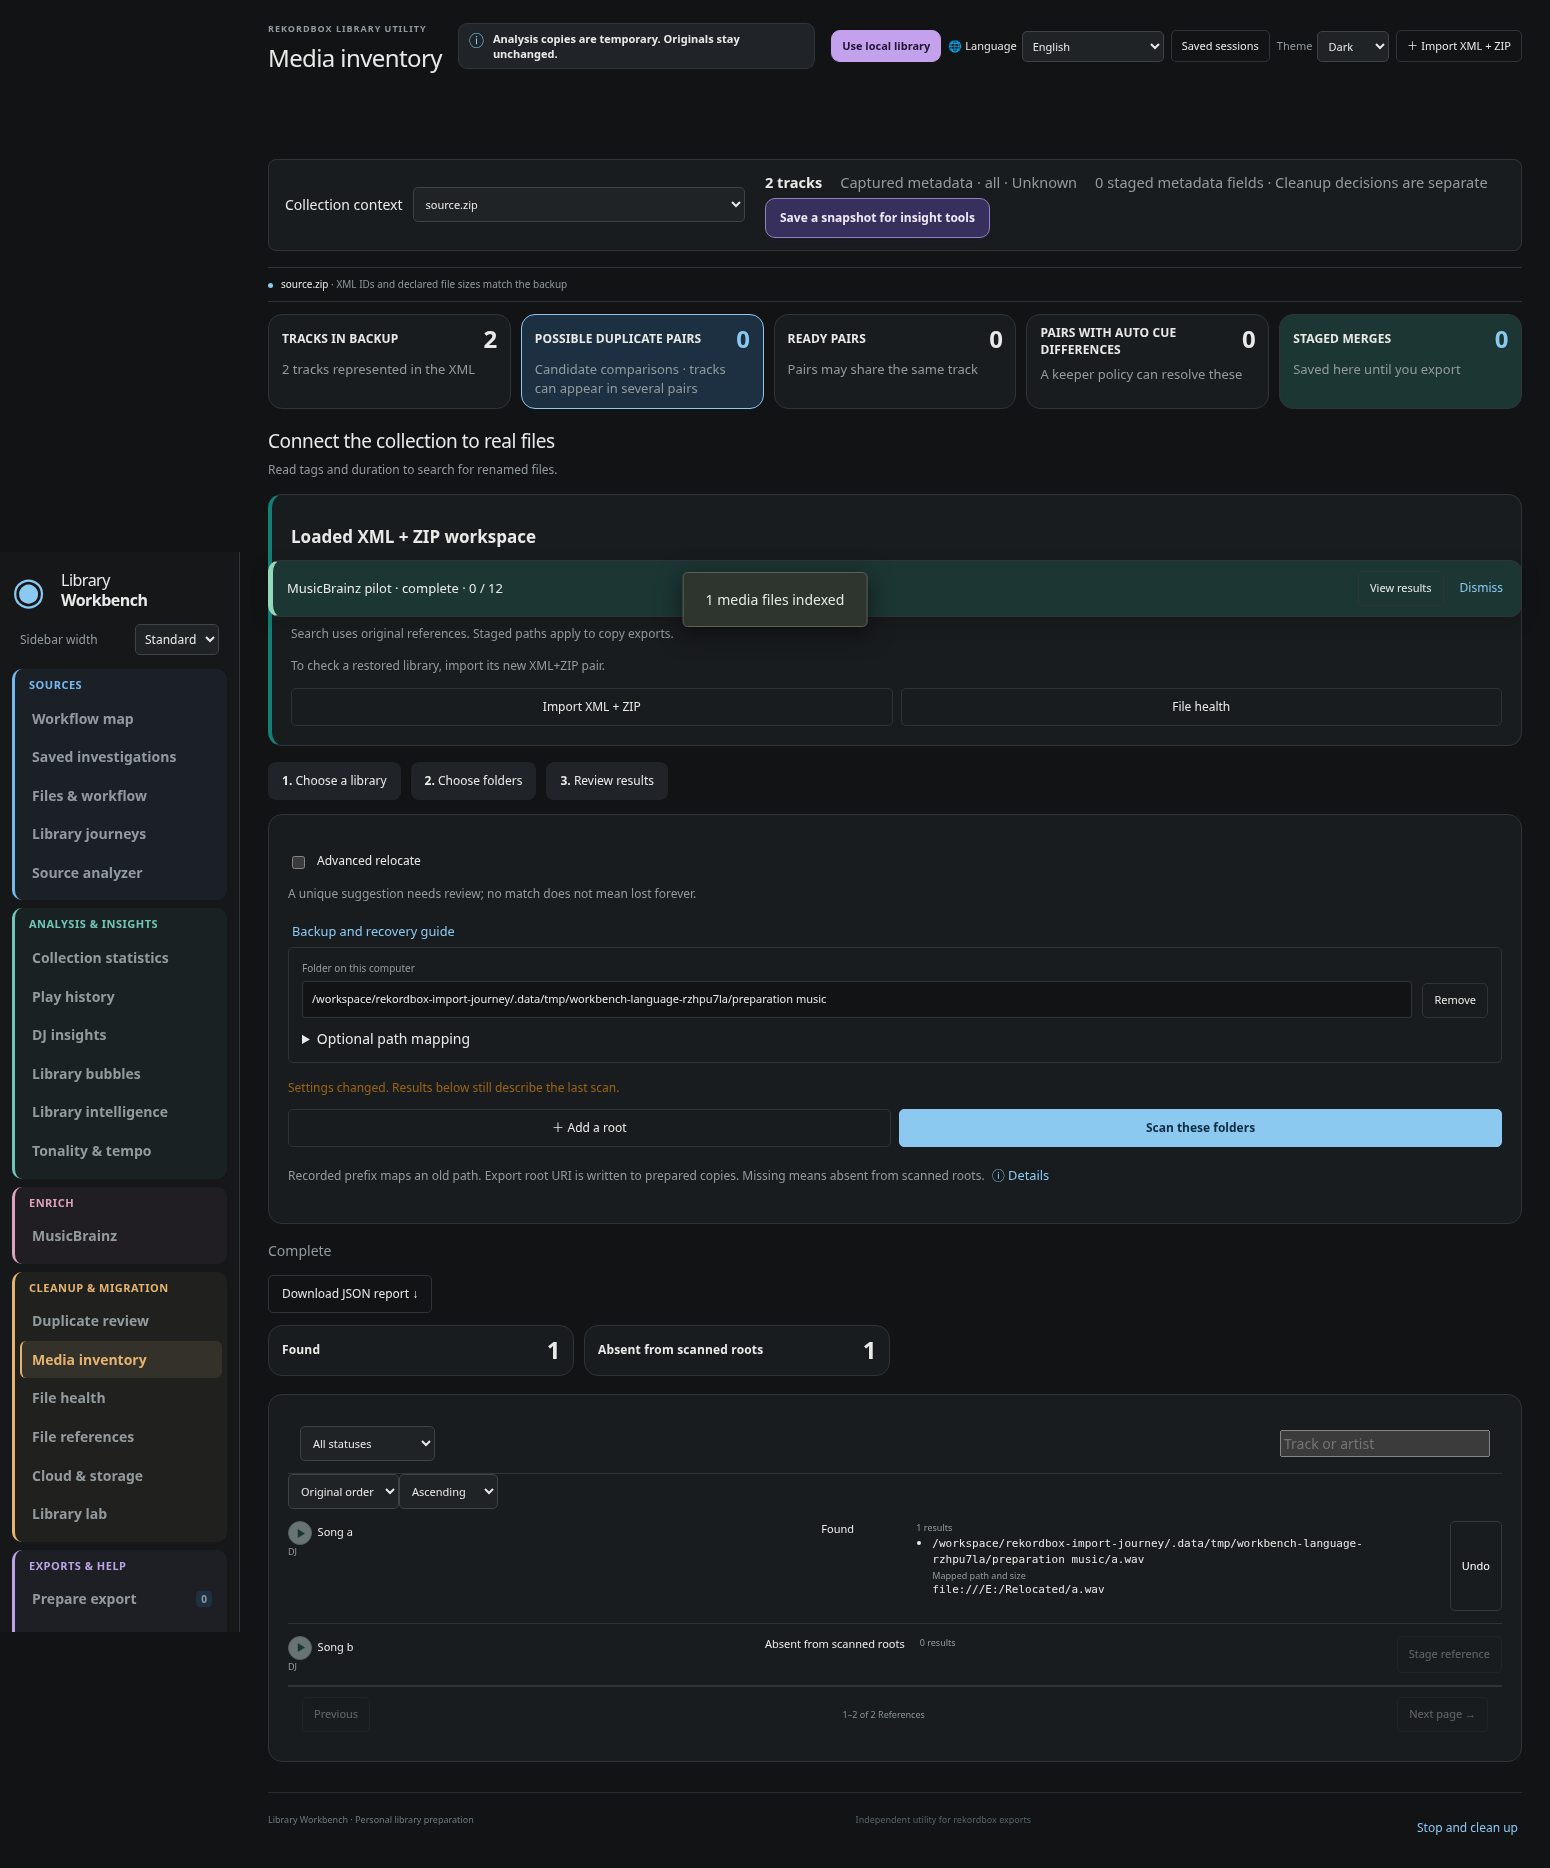 REKORDBOX LIBRARY UTILITY
Media inventory
ⓘ Analysis copies are temporary. Originals stay
unchanged.
Use local library
🌐 Language
English
Saved sessions
Theme
Dark
+ Import XML + ZIP
Collection context
source.zip
2 tracks
Captured metadata · all · Unknown
0 staged metadata fields · Cleanup decisions are separate
Save a snapshot for insight tools
source.zip · XML IDs and declared file sizes match the backup
TRACKS IN BACKUP
2
2 tracks represented in the XML
POSSIBLE DUPLICATE PAIRS
0
Candidate comparisons · tracks
can appear in several pairs
READY PAIRS
0
Pairs may share the same track
PAIRS WITH AUTO CUE
DIFFERENCES
0
A keeper policy can resolve these
STAGED MERGES
0
Saved here until you export
Connect the collection to real files
Read tags and duration to search for renamed files.
Loaded XML + ZIP workspace
MusicBrainz pilot · complete · 0 / 12
1 media files indexed
View results
Dismiss
Search uses original references. Staged paths apply to copy exports.
To check a restored library, import its new XML+ZIP pair.
Import XML + ZIP
File health
1. Choose a library
2. Choose folders
3. Review results
Advanced relocate
A unique suggestion needs review; no match does not mean lost forever.
Backup and recovery guide
Folder on this computer
/workspace/rekordbox-import-journey/.data/tmp/workbench-language-rzhpu7la/preparation music
Remove
▶ Optional path mapping
Settings changed. Results below still describe the last scan.
+ Add a root
Scan these folders
Recorded prefix maps an old path. Export root URI is written to prepared copies. Missing means absent from scanned roots. ⓘ Details
Complete
Download JSON report ↓
Found
1
Absent from scanned roots
1
All statuses
Track or artist
Original order
Ascending
Song a
DJ
Found
1 results
• /workspace/rekordbox-import-journey/.data/tmp/workbench-language-
rzhpu7la/preparation music/a.wav
Mapped path and size
file:///E:/Relocated/a.wav
Undo
Song b
DJ
Absent from scanned roots
0 results
Stage reference
Previous
1–2 of 2 References
Next page →
Library Workbench · Personal library preparation
Independent utility for rekordbox exports
Stop and clean up
Library
Workbench
Sidebar width
Standard
SOURCES
Workflow map
Saved investigations
Files & workflow
Library journeys
Source analyzer
ANALYSIS & INSIGHTS
Collection statistics
Play history
DJ insights
Library bubbles
Library intelligence
Tonality & tempo
ENRICH
MusicBrainz
CLEANUP & MIGRATION
Duplicate review
Media inventory
File health
File references
Cloud & storage
Library lab
EXPORTS & HELP
Prepare export
0